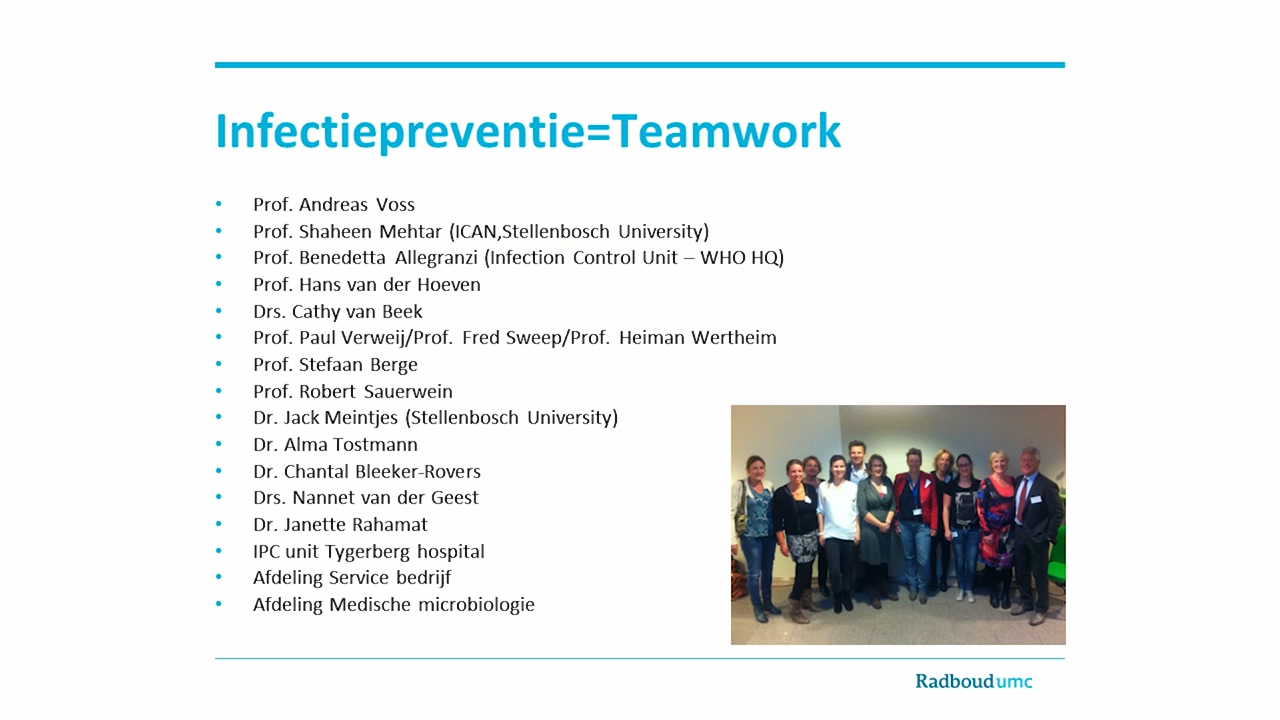 Infectiepreventie=Teamwork
• Prof. Andreas Voss
• Prof. Shaheen Mehtar (ICAN,Stellenbosch University)
• Prof. Benedetta Allegranzi (Infection Control Unit – WHO HQ)
• Prof. Hans van der Hoeven
• Drs. Cathy van Beek
• Prof. Paul Verweij/Prof. Fred Sweep/Prof. Heiman Wertheim
• Prof. Stefaan Berge
• Prof. Robert Sauerwein
• Dr. Jack Meintjes (Stellenbosch University)
• Dr. Alma Tostmann
• Dr. Chantal Bleeker-Rovers
• Drs. Nannet van der Geest
• Dr. Janette Rahamat
• IPC unit Tygerberg hospital
• Afdeling Service bedrijf
• Afdeling Medische microbiologie
Radboudumc